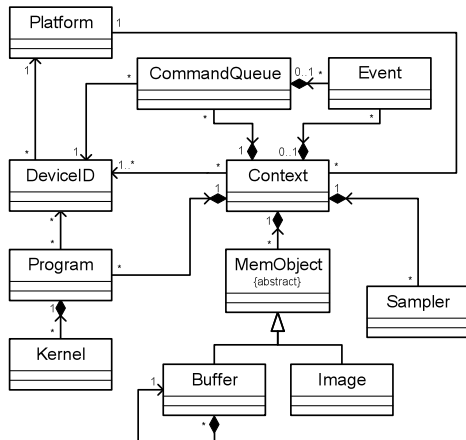 Platform
1
1
CommandQueue
0..1
*
Event
*
*
*
*
1
1..*
*
1
0..1
*
DeviceID
Context
*
1
1
1
*
*
*
Program
MemObject
{abstract}
*
*
1
*
Sampler
Kernel
1
Buffer
Image
*